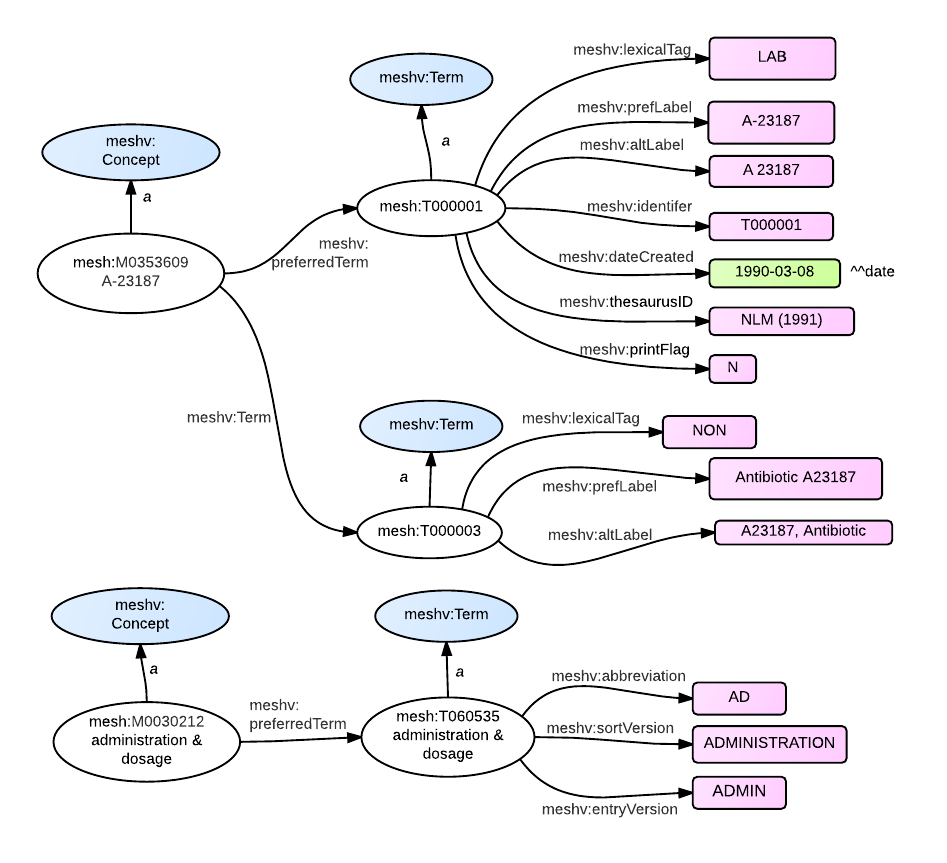 meshv:lexicalTag
LAB
meshv:Term
meshv:prefLabel
A-23187
meshv:
Concept
a
meshv:altLabel
A 23187
a
mesh:T000001
meshv:identifer
T000001
meshv:
preferredTerm
mesh:M0353609
A-23187
meshv:dateCreated
1990-03-08
^^date
meshv:thesaurusID
NLM (1991)
meshv:printFlag
N
meshv:Term
meshv:Term
meshv:lexicalTag
NON
a
meshv:prefLabel
Antibiotic A23187
mesh:T000003
meshv:altLabel
A23187, Antibiotic
meshv:
Concept
meshv:Term
a
a
meshv:abbreviation
AD
mesh:M0030212
administration &
dosage
meshv:
preferredTerm
mesh:T060535
administration &
dosage
meshv:sortVersion
ADMINISTRATION
ADMIN
meshv:entryVersion